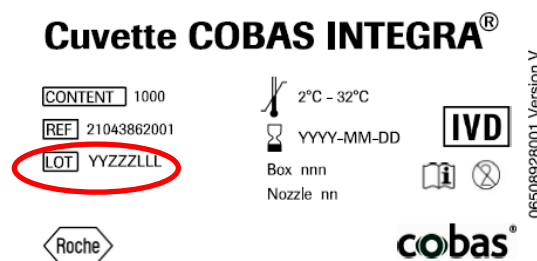 Cuvette COBAS INTEGRA®
CONTENT 1000
REF 21043862001
LOT YYZZZLLL
2°C - 32°C
YYYY-MM-DD
Box nnn
Nozzle nn
IVD
i
2
Roche
cobas®
06508928001 Version V